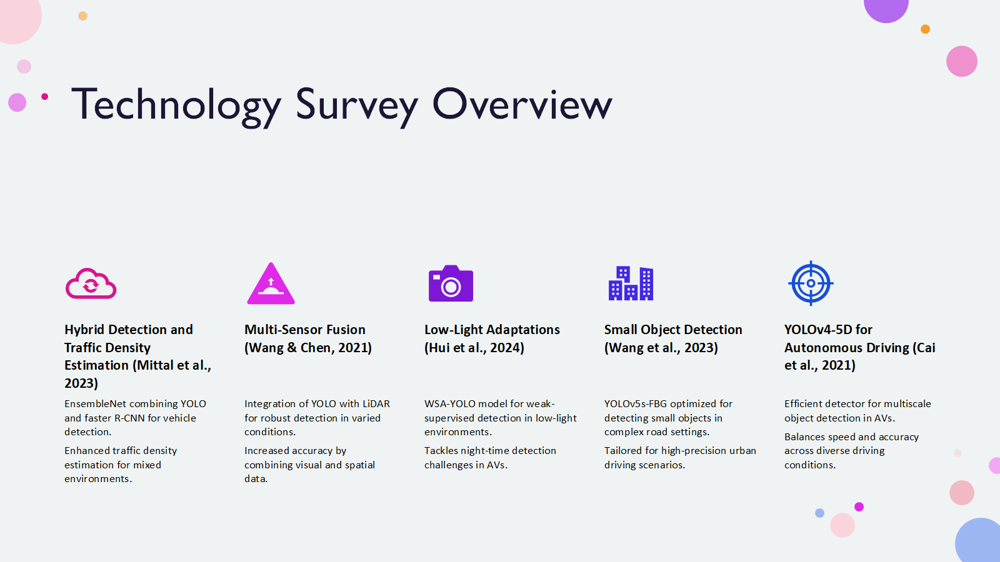 Technology Survey Overview
Hybrid Detection and
Traffic Density
Estimation (Mittal et al.,
2023)
EnsembleNet combining YOLO
and faster R-CNN for vehicle
detection.
Enhanced traffic density
estimation for mixed
environments.
Multi-Sensor Fusion
(Wang & Chen, 2021)
Integration of YOLO with LiDAR
for robust detection in varied
conditions.
Increased accuracy by
combining visual and spatial
data.
Low-Light Adaptations
(Hui et al., 2024)
WSA-YOLO model for weak-
supervised detection in low-light
environments.
Tackles night-time detection
challenges in AVs.
Small Object Detection
(Wang et al., 2023)
YOLOv5s-FBG optimized for
detecting small objects in
complex road settings.
Tailored for high-precision urban
driving scenarios.
YOLOv4-5D for
Autonomous Driving (Cai
et al., 2021)
Efficient detector for multiscale
object detection in AVs.
Balances speed and accuracy
across diverse driving
conditions.